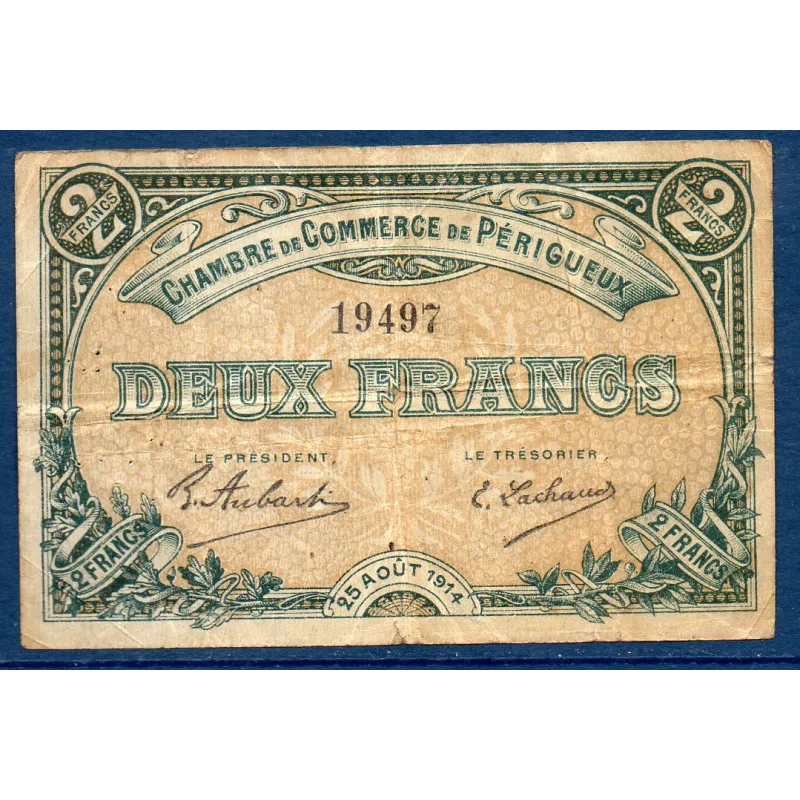 2 FRANCS
2 FRANCS
CHAMBRE DE COMMERCE DE PÉRIGUEUX
19497
DEUX FRANCS
LE PRÉSIDENT, LE TRÉSORIER,
E. Lachaud
2 FRANCS
2 FRANCS
25 AOÛT 1914